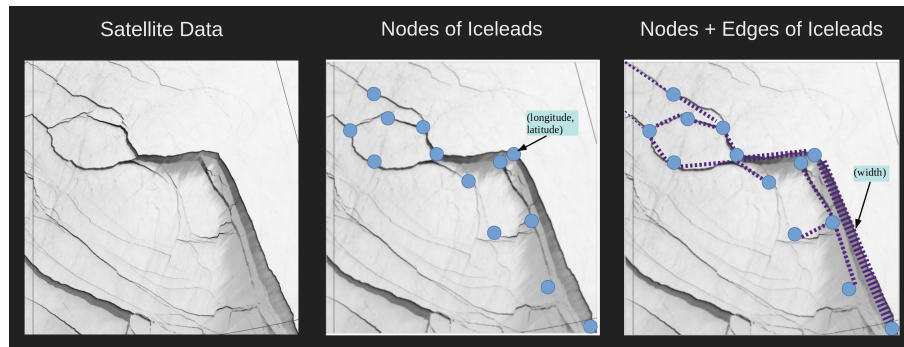 Satellite Data
Nodes of Iceleads
Nodes + Edges of Iceleads
(longitude,
latitude)
(width)